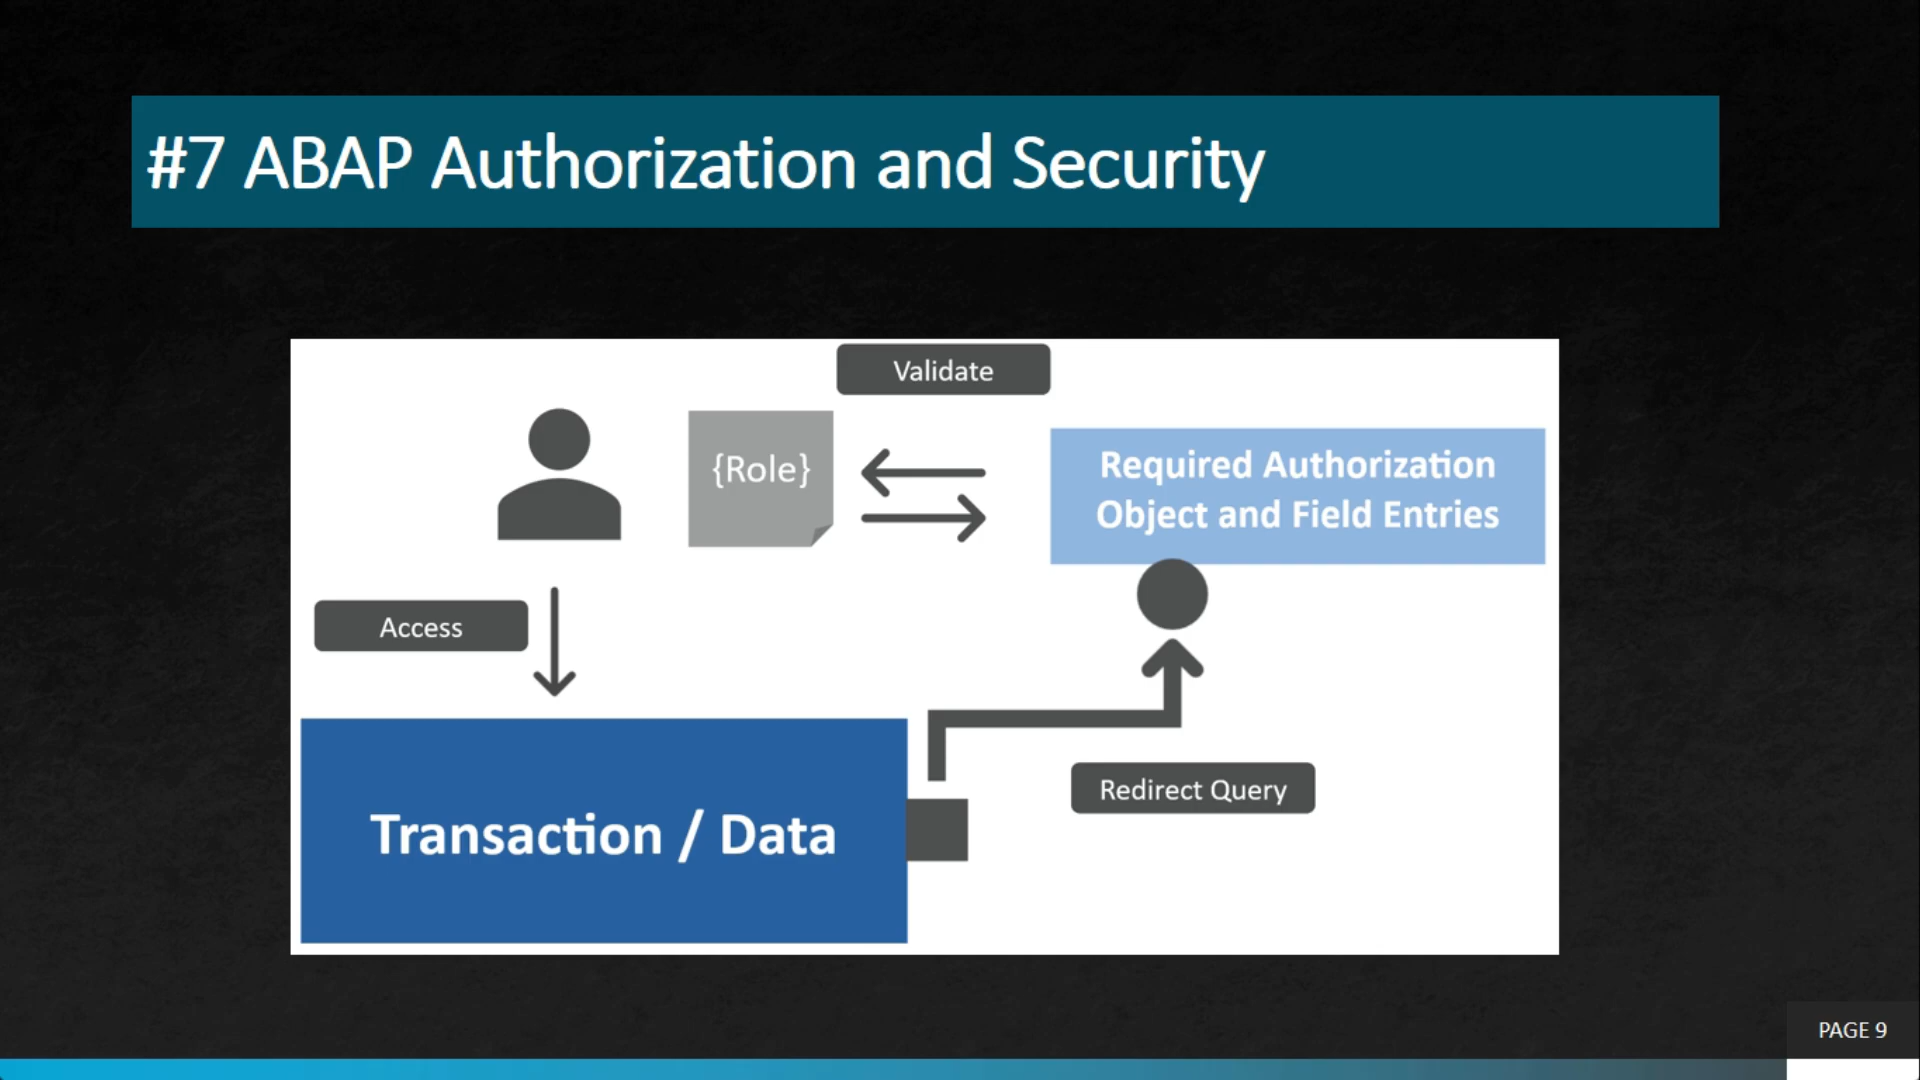 #7 ABAP Authorization and Security
Validate
{Role}
Required Authorization
Object and Field Entries
Access
Transaction / Data
Redirect Query
PAGE 9